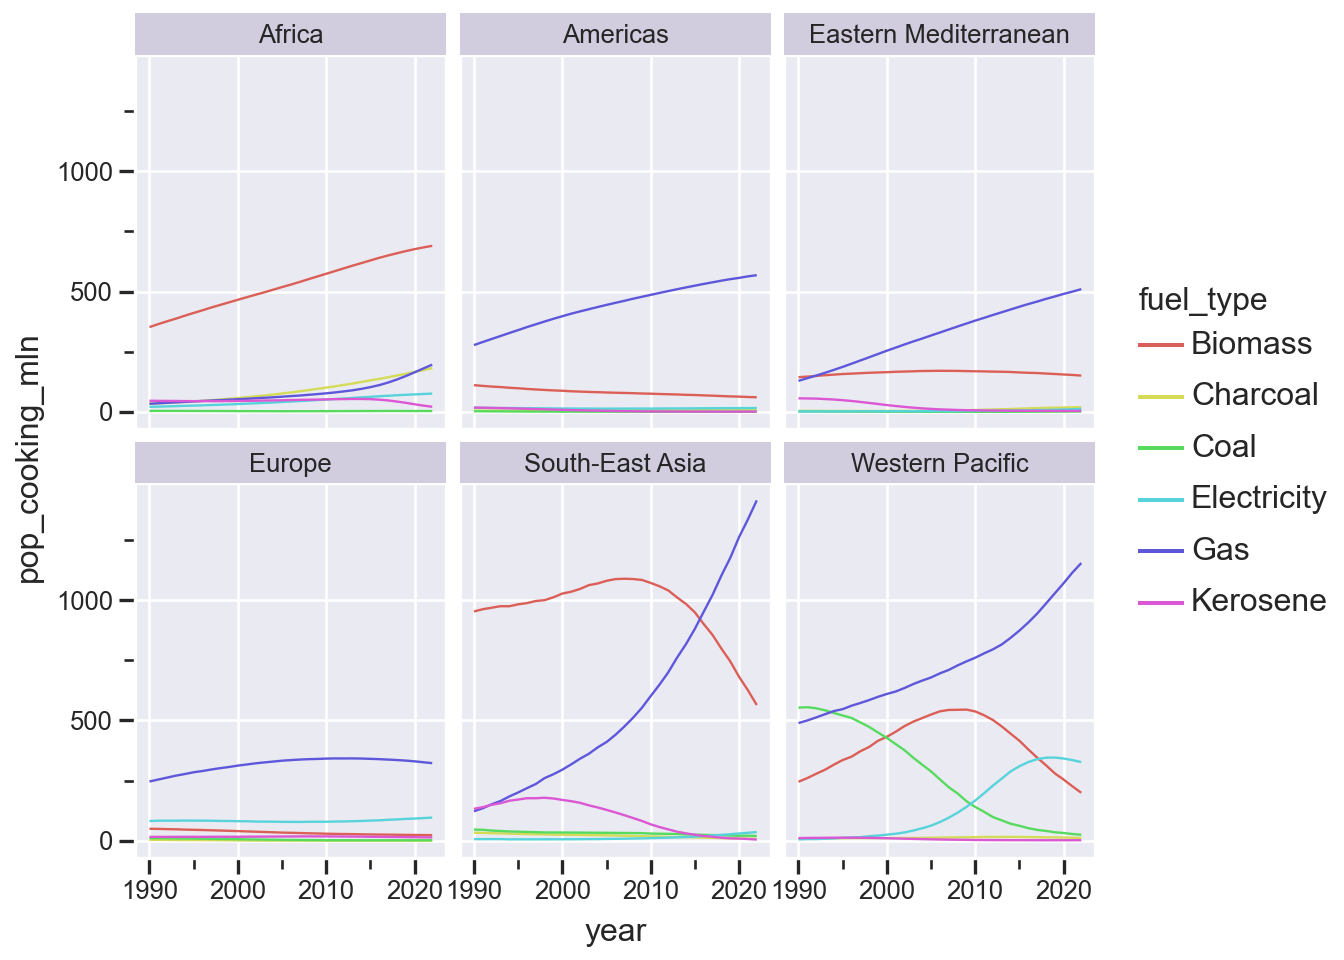 Africa
Americas
Eastern Mediterranean
1000
500
0
Europe
South-East Asia
Western Pacific
1000
500
0
1990
2000
2010
2020
1990
2000
2010
2020
1990
2000
2010
2020
year
pop_cooking_mln
fuel_type
Biomass
Charcoal
Coal
Electricity
Gas
Kerosene